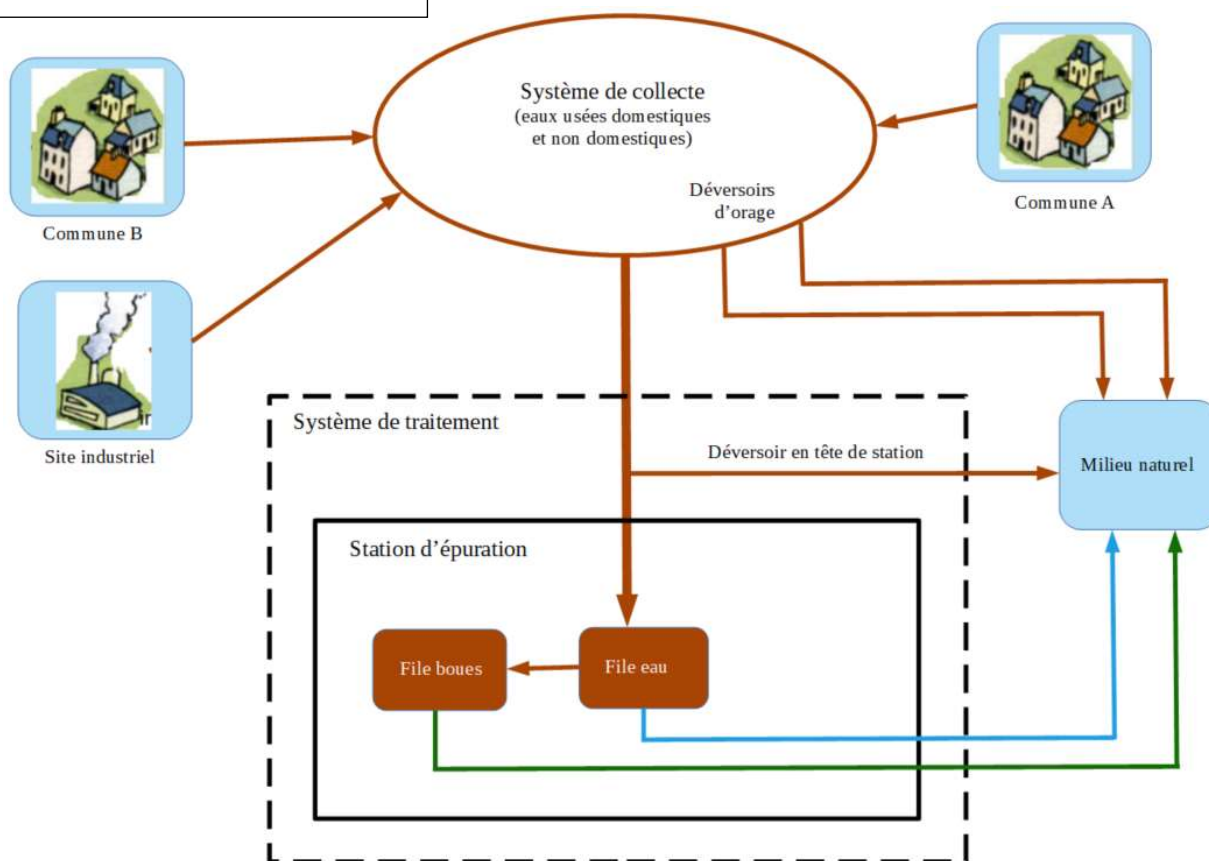 Système de collecte
(eaux usées domestiques
et non domestiques)
Déversoirs
d'orage
Commune B
Commune A
Site industriel
Système de traitement
Déversoir en tête de station
Milieu naturel
Station d'épuration
File boues
File eau